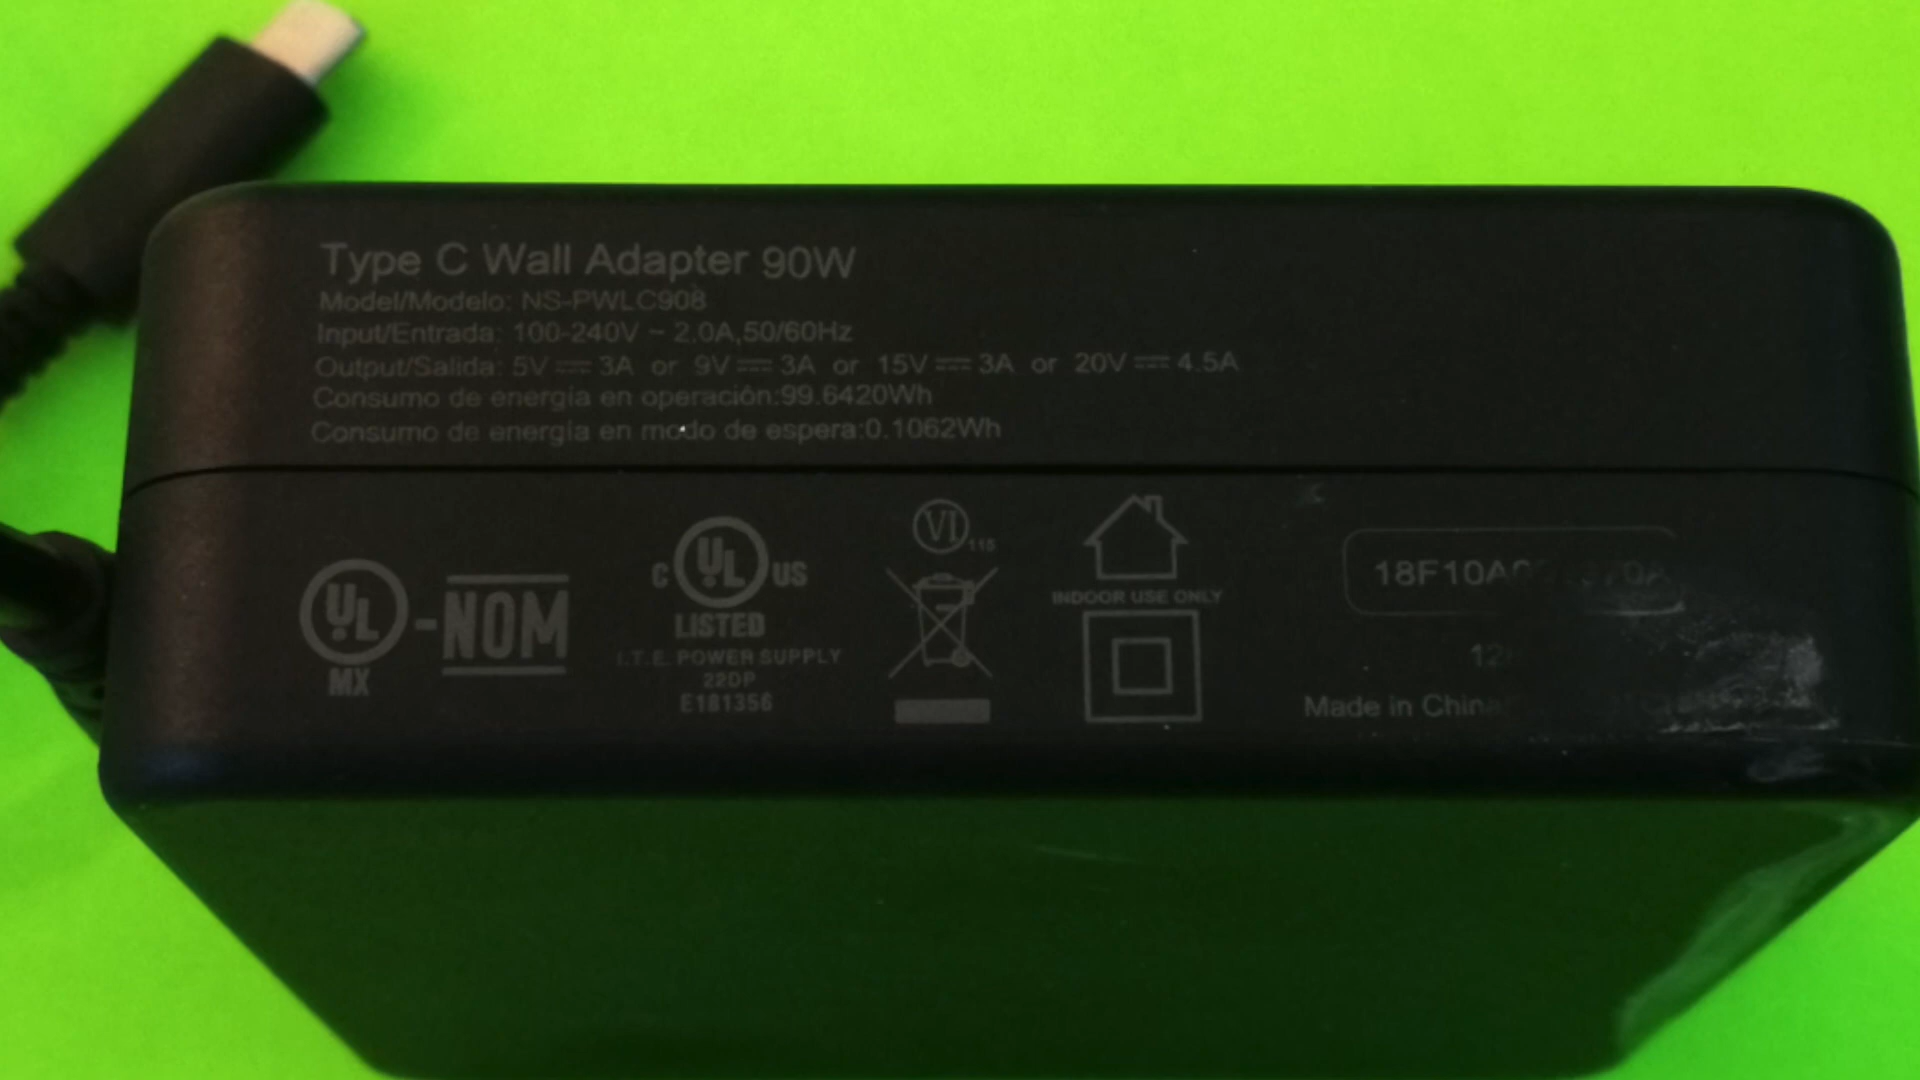 Type C Wall Adapter 90W
Model/Modelo: NS-PWLC908
Input/Entrada: 100-240V ~ 2.0A,50/60Hz
Output/Salida: 5V ⎓ 3A or 9V ⎓ 3A or 15V ⎓ 3A or 20V ⎓ 4.5A
Consumo de energía en operación:99.6420Wh
Consumo de energía en modo de espera:0.1062Wh
UL -NOM
MX
C UL US
LISTED
I.T.E. POWER SUPPLY
22DP
E181356
VI
INDOOR USE ONLY
Made in China